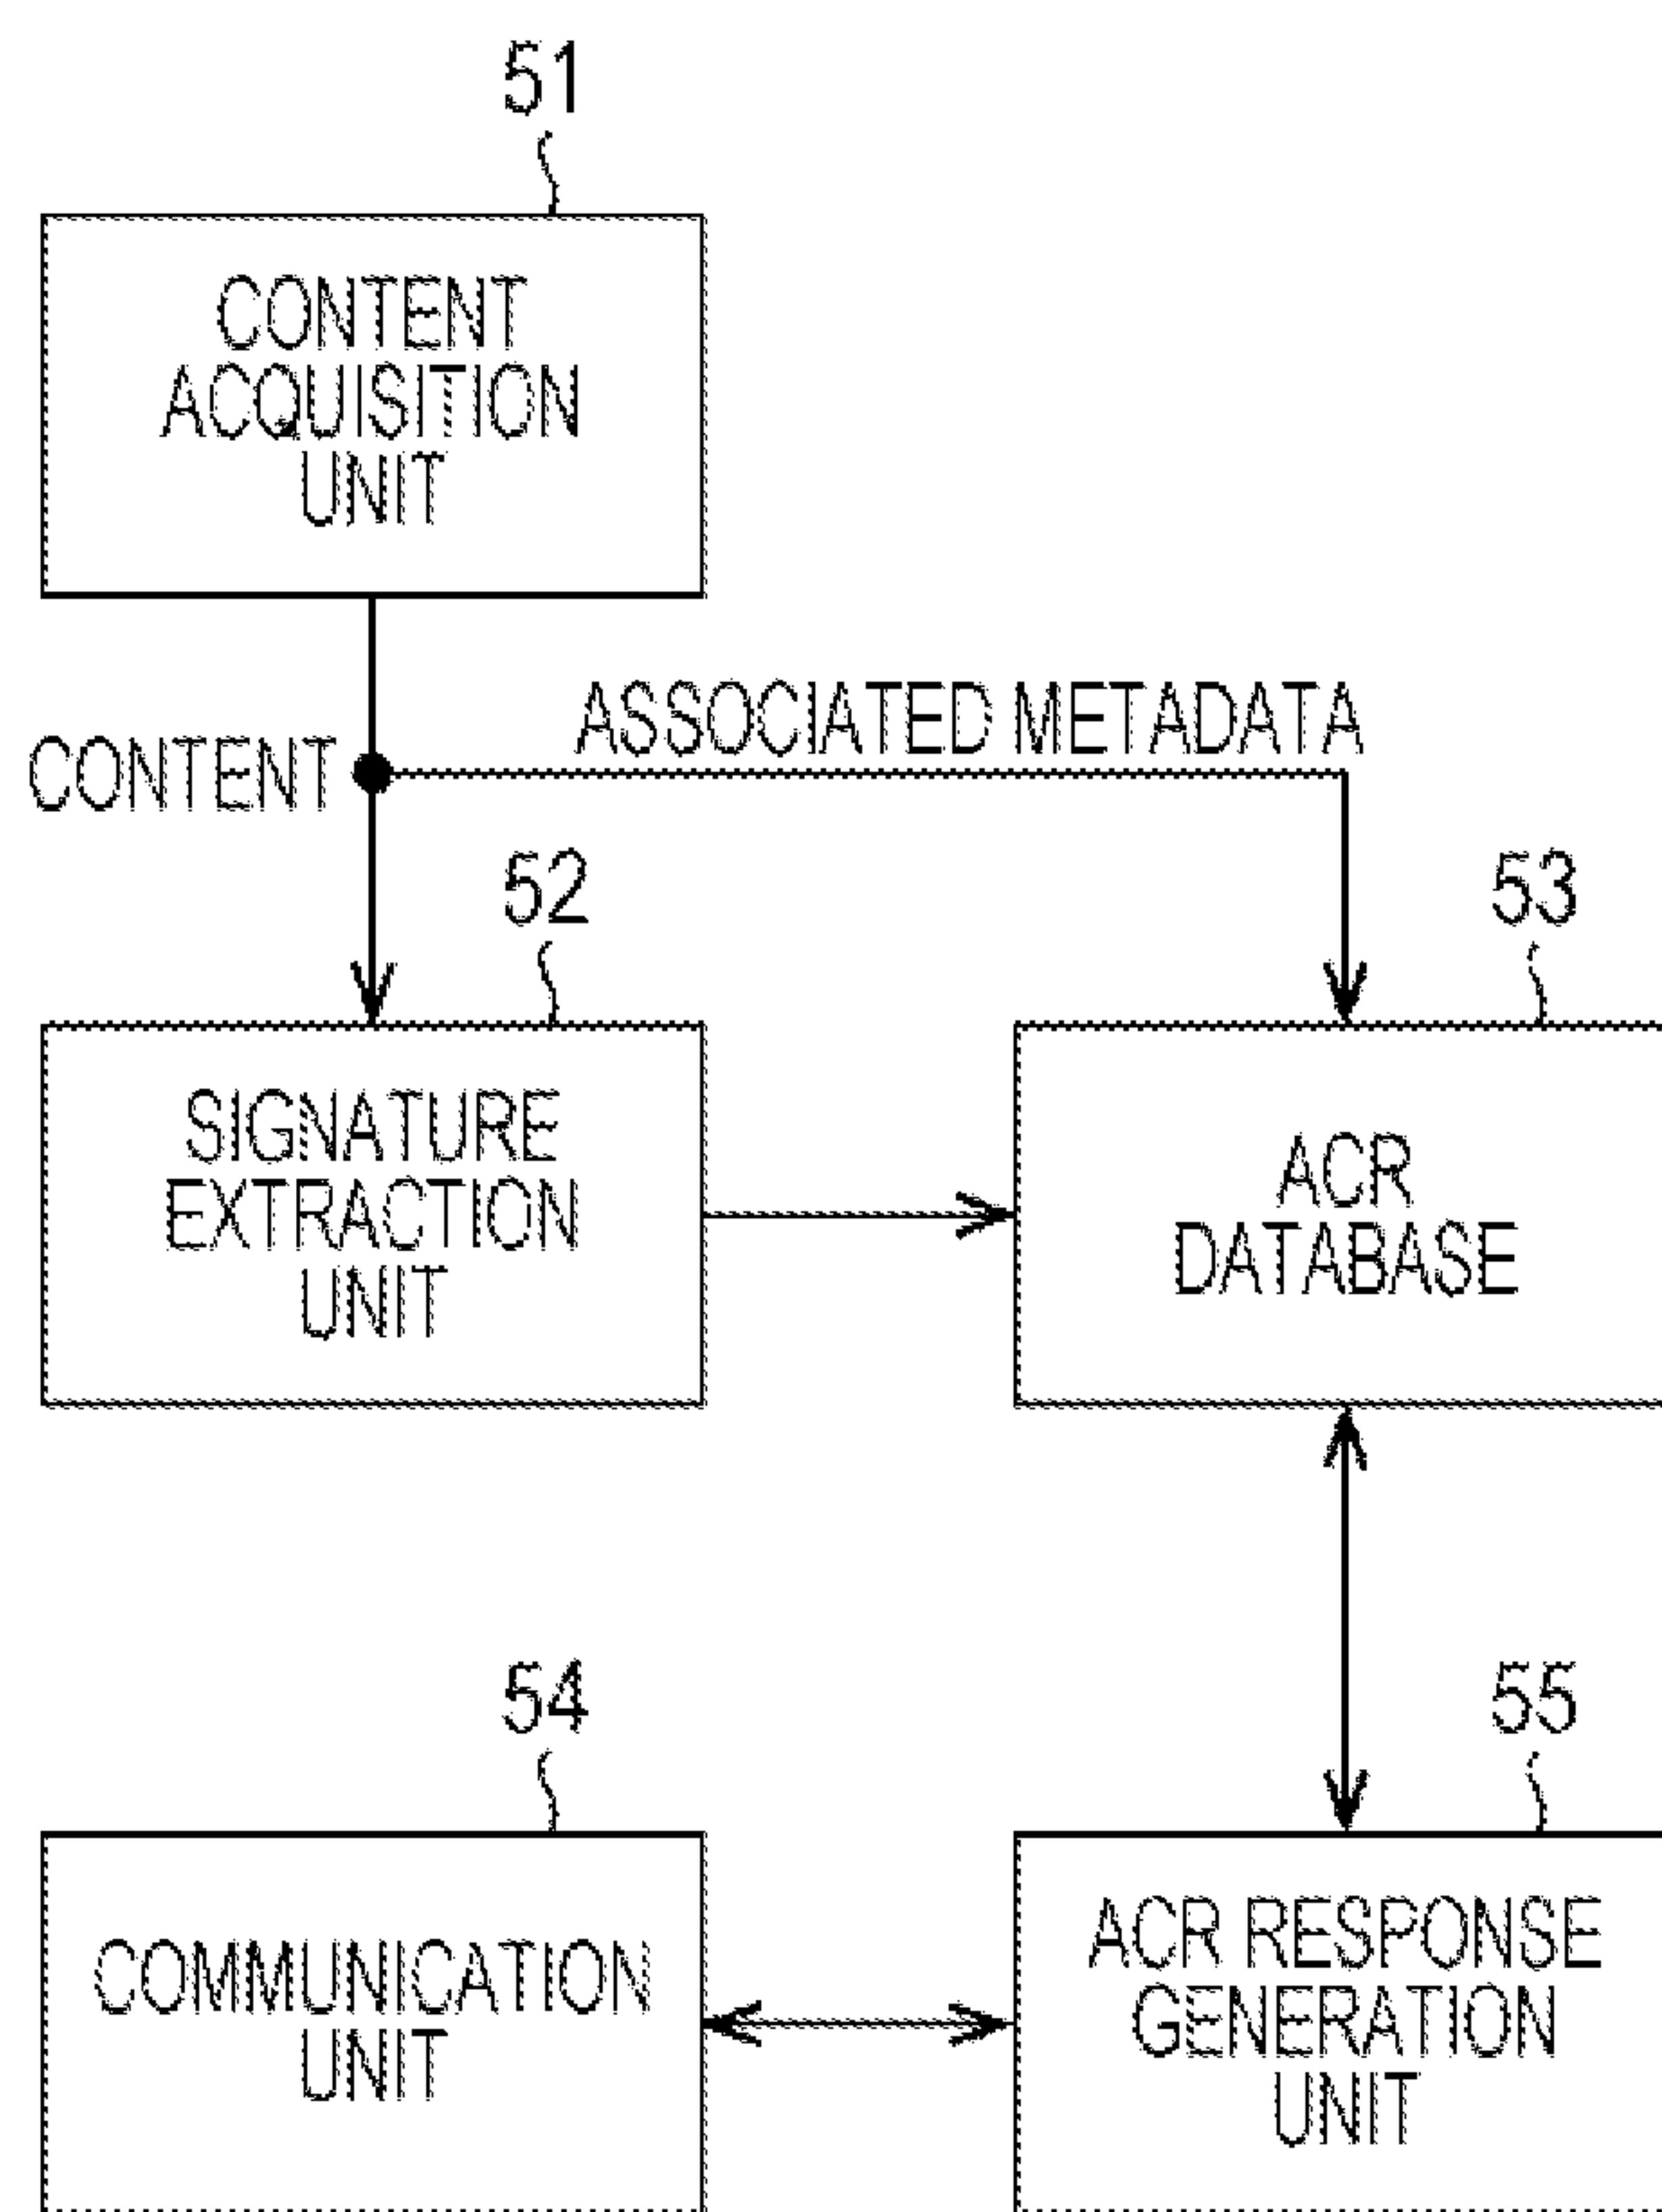 51
CONTENT
ACQUISITION
UNIT
ASSOCIATED METADATA
CONTENT
52
53
SIGNATURE
EXTRACTION
UNIT
ACR
DATABASE
54
55
COMMUNICATION
UNIT
ACR RESPONSE
GENERATION
UNIT